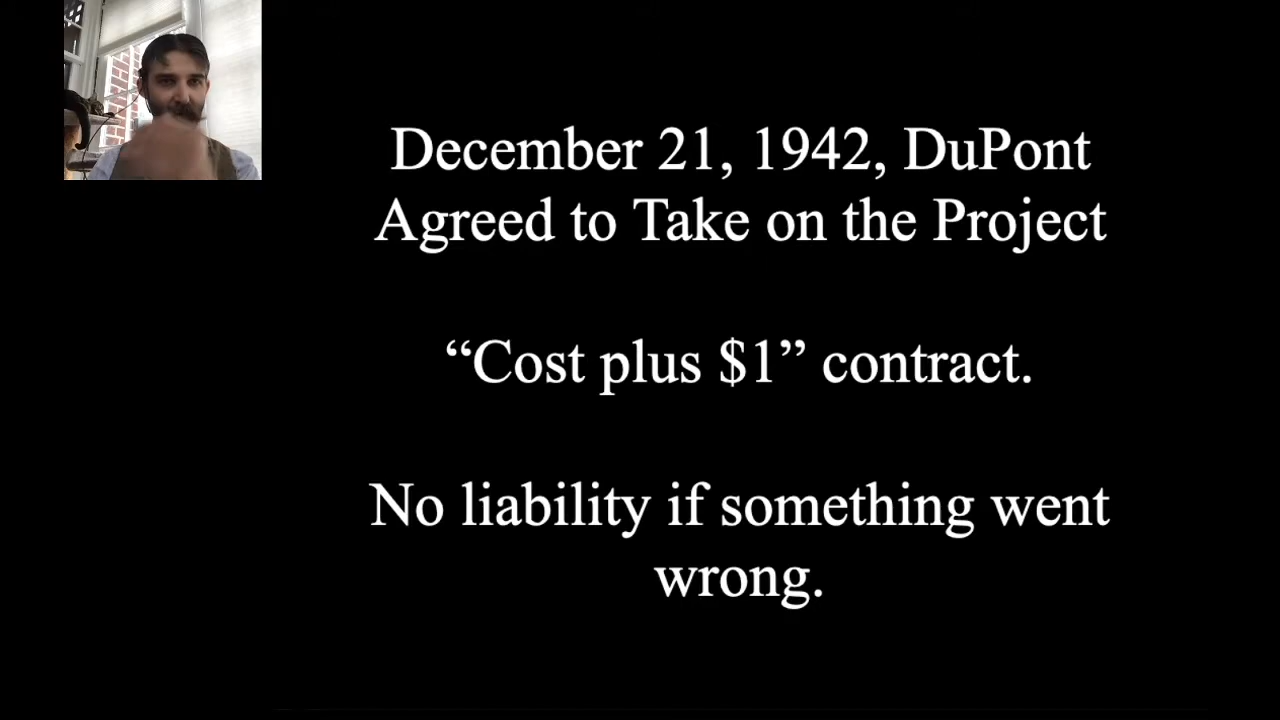 December 21, 1942, DuPont
Agreed to Take on the Project
“Cost plus $1” contract.
No liability if something went
wrong.